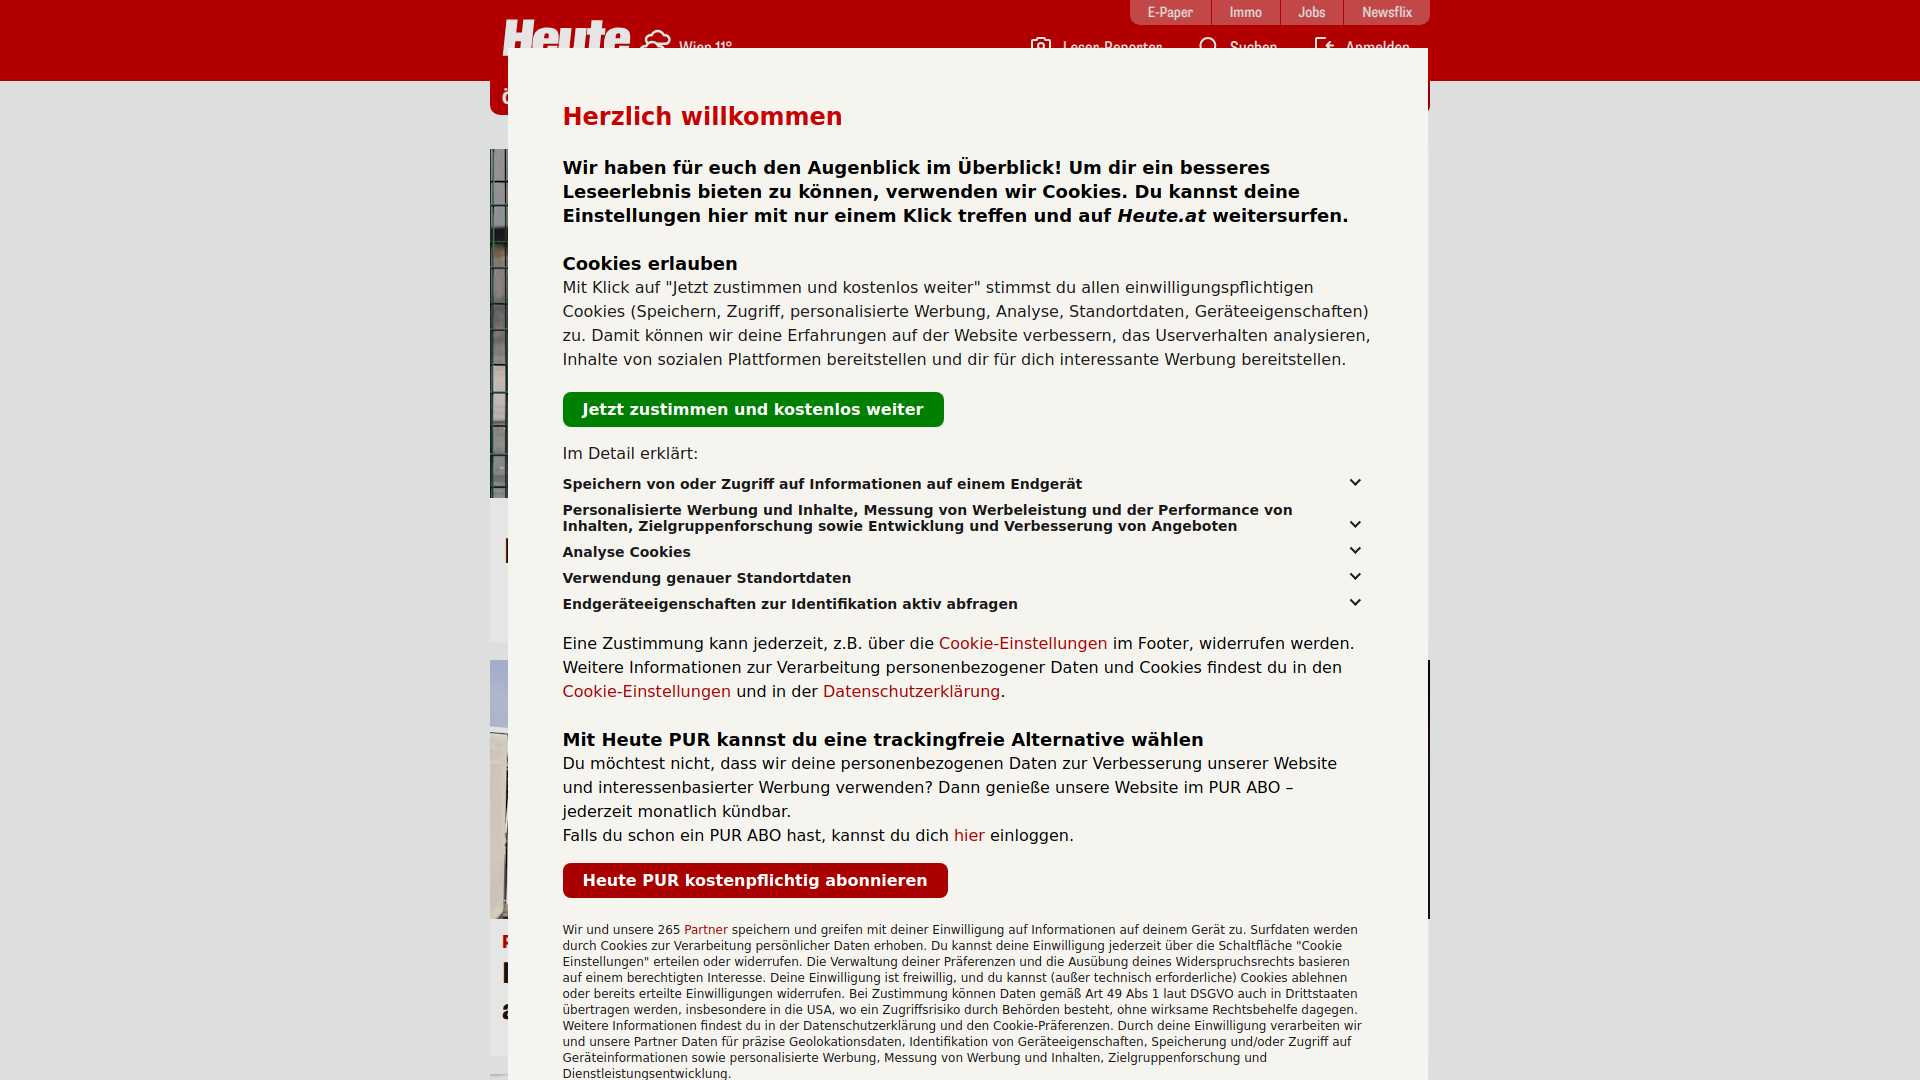 E-Paper
Immo
Jobs
Newsflix
Heute
Wien 11°
Leser-Reporter
Suchen
Anmelden
Herzlich willkommen
Wir haben für euch den Augenblick im Überblick! Um dir ein besseres
Leseerlebnis bieten zu können, verwenden wir Cookies. Du kannst deine
Einstellungen hier mit nur einem Klick treffen und auf Heute.at weitersurfen.
Cookies erlauben
Mit Klick auf "Jetzt zustimmen und kostenlos weiter" stimmst du allen einwilligungspflichtigen
Cookies (Speichern, Zugriff, personalisierte Werbung, Analyse, Standortdaten, Geräteeigenschaften)
zu. Damit können wir deine Erfahrungen auf der Website verbessern, das Userverhalten analysieren,
Inhalte von sozialen Plattformen bereitstellen und dir für dich interessante Werbung bereitstellen.
Jetzt zustimmen und kostenlos weiter
Im Detail erklärt:
Speichern von oder Zugriff auf Informationen auf einem Endgerät
Personalisierte Werbung und Inhalte, Messung von Werbeleistung und der Performance von
Inhalten, Zielgruppenforschung sowie Entwicklung und Verbesserung von Angeboten
Analyse Cookies
Verwendung genauer Standortdaten
Endgeräteeigenschaften zur Identifikation aktiv abfragen
Eine Zustimmung kann jederzeit, z.B. über die Cookie-Einstellungen im Footer, widerrufen werden.
Weitere Informationen zur Verarbeitung personenbezogener Daten und Cookies findest du in den
Cookie-Einstellungen und in der Datenschutzerklärung.
Mit Heute PUR kannst du eine trackingfreie Alternative wählen
Du möchtest nicht, dass wir deine personenbezogenen Daten zur Verbesserung unserer Website
und interessenbasierter Werbung verwenden? Dann genieße unsere Website im PUR ABO –
jederzeit monatlich kündbar.
Falls du schon ein PUR ABO hast, kannst du dich hier einloggen.
Heute PUR kostenpflichtig abonnieren
Wir und unsere 265 Partner speichern und greifen mit deiner Einwilligung auf Informationen auf deinem Gerät zu. Surfdaten werden
durch Cookies zur Verarbeitung persönlicher Daten erhoben. Du kannst deine Einwilligung jederzeit über die Schaltfläche "Cookie
Einstellungen" erteilen oder widerrufen. Die Verwaltung deiner Präferenzen und die Ausübung deines Widerspruchsrechts basieren
auf einem berechtigten Interesse. Deine Einwilligung ist freiwillig, und du kannst (außer technisch erforderliche) Cookies ablehnen
oder bereits erteilte Einwilligungen widerrufen. Bei Zustimmung können Daten gemäß Art 49 Abs 1 laut DSGVO auch in Drittstaaten
übertragen werden, insbesondere in die USA, wo ein Zugriffsrisiko durch Behörden besteht, ohne wirksame Rechtsbehelfe dagegen.
Weitere Informationen findest du in der Datenschutzerklärung und den Cookie-Präferenzen. Durch deine Einwilligung verarbeiten wir
und unsere Partner Daten für präzise Geolokationsdaten, Identifikation von Geräteeigenschaften, Speicherung und/oder Zugriff auf
Geräteinformationen sowie personalisierte Werbung, Messung von Werbung und Inhalten, Zielgruppenforschung und
Dienstleistungsentwicklung.